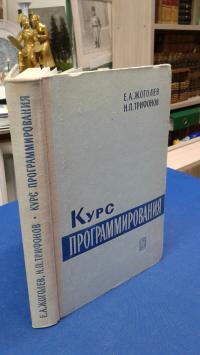 Е.А.ЖОГОЛЕВ, Н.П.ТРИФОНОВ • КУРС ПРОГРАММИРОВАНИЯ
Е.А.ЖОГОЛЕВ
Н.П.ТРИФОНОВ
КУРС
ПРОГРАММИРОВАНИЯ